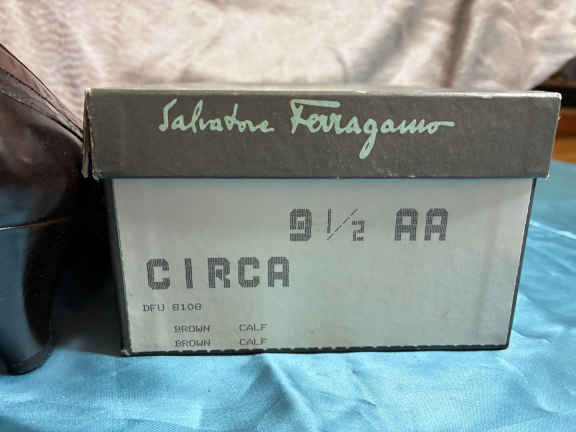 Salvatore Ferragamo
9 1/2 AA
CIRCA
DFU 8108
BROWN CALF
BROWN CALF